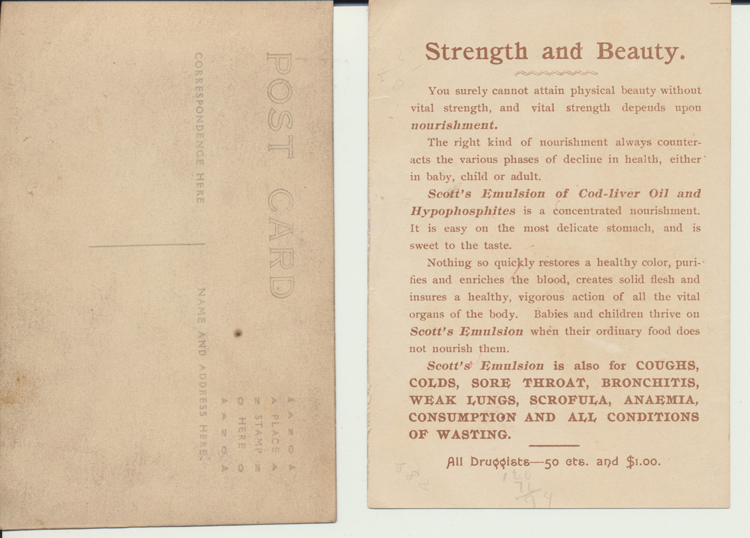 POST CARD
CORRESPONDENCE HERE
NAME AND ADDRESS HERE
PLACE
STAMP
HERE
Strength and Beauty.
You surely cannot attain physical beauty without
vital strength, and vital strength depends upon
nourishment.
The right kind of nourishment always counter-
acts the various phases of decline in health, either
in baby, child or adult.
Scott's Emulsion of Cod-liver Oil and
Hypophosphites is a concentrated nourishment.
It is easy on the most delicate stomach, and is
sweet to the taste.
Nothing so quickly restores a healthy color, puri-
fies and enriches the blood, creates solid flesh and
insures a healthy, vigorous action of all the vital
organs of the body. Babies and children thrive on
Scott's Emulsion when their ordinary food does
not nourish them.
Scott's Emulsion is also for COUGHS,
COLDS, SORE THROAT, BRONCHITIS,
WEAK LUNGS, SCROFULA, ANAEMIA,
CONSUMPTION AND ALL CONDITIONS
OF WASTING.
All Druggists—50 cts. and $1.00.